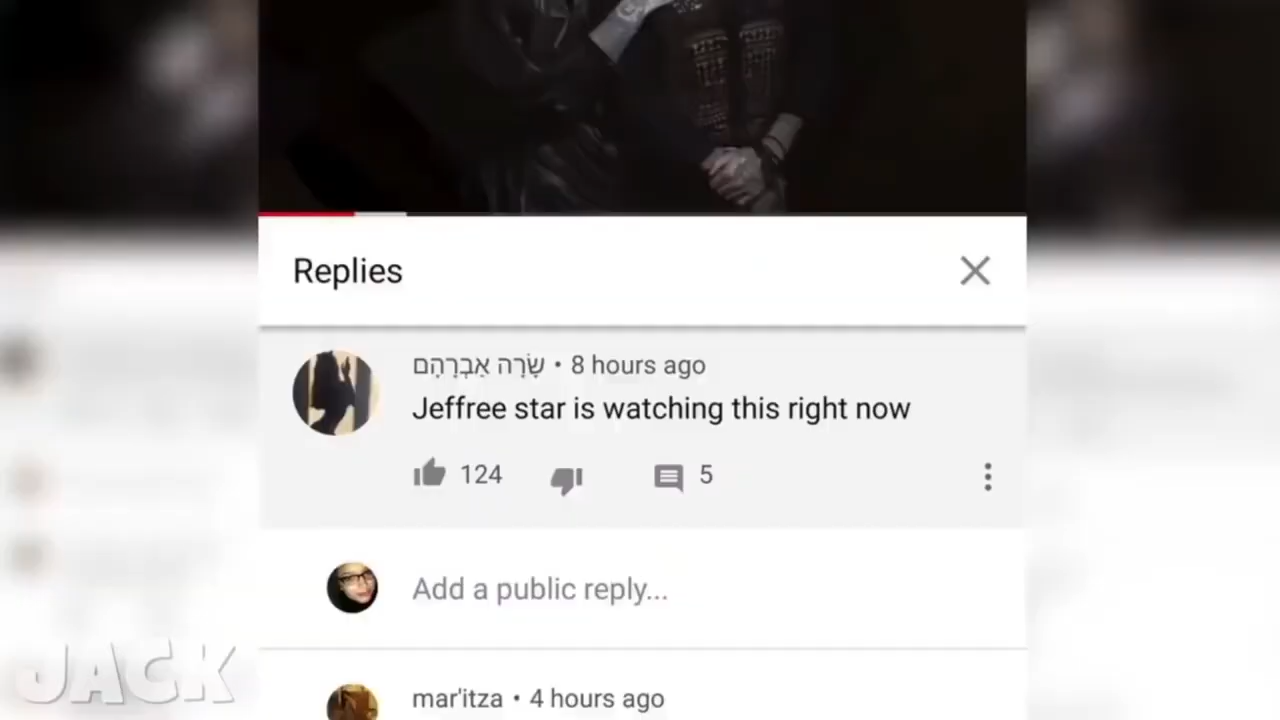 Replies
שָׂרָה אַבְרָהָם • 8 hours ago
Jeffree star is watching this right now
124 5
Add a public reply...
mar'itza • 4 hours ago
JACK